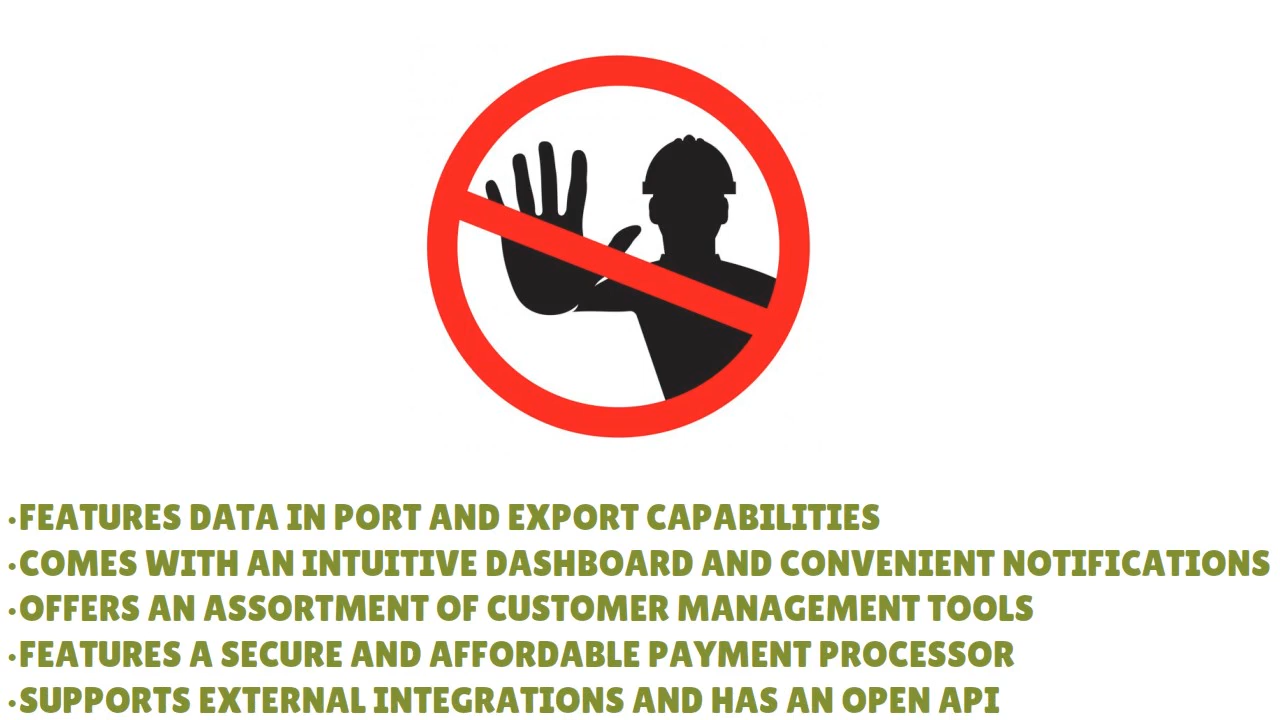 ·FEATURES DATA IN PORT AND EXPORT CAPABILITIES
·COMES WITH AN INTUITIVE DASHBOARD AND CONVENIENT NOTIFICATIONS
·OFFERS AN ASSORTMENT OF CUSTOMER MANAGEMENT TOOLS
·FEATURES A SECURE AND AFFORDABLE PAYMENT PROCESSOR
·SUPPORTS EXTERNAL INTEGRATIONS AND HAS AN OPEN API